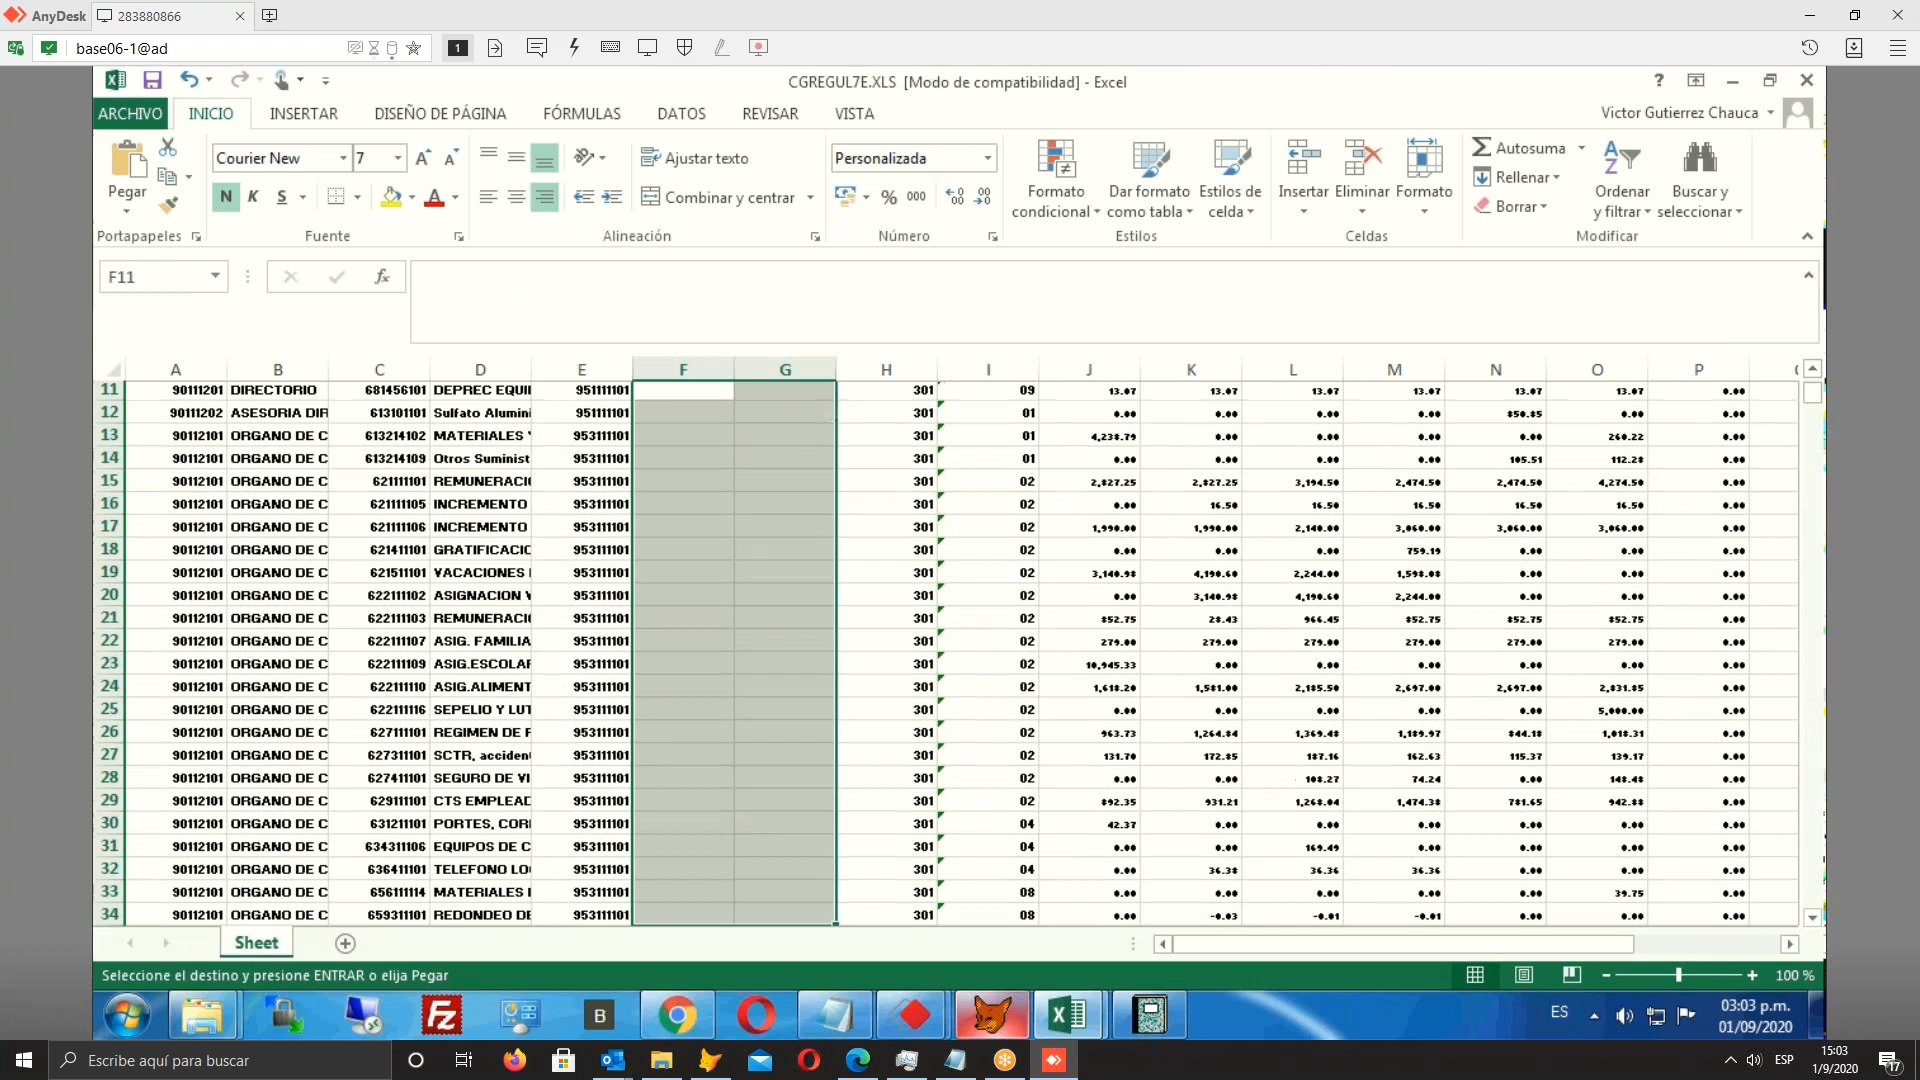 AnyDesk 283880866
base06-1@ad 1
CGREGUL7E.XLS [Modo de compatibilidad] - Excel
ARCHIVO INICIO INSERTAR DISEÑO DE PÁGINA FÓRMULAS DATOS REVISAR VISTA Victor Gutierrez Chauca
Pegar
Portapapeles
Courier New 7
N K S
Fuente
Ajustar texto
Combinar y centrar
Alineación
Personalizada
% 000
Número
Formato condicional
Dar formato como tabla
Estilos de celda
Estilos
Insertar Eliminar Formato
Celdas
Autosuma
Rellenar
Borrar
Ordenar y filtrar
Buscar y seleccionar
Modificar
F11 fx
A B C D E F G H I J K L M N O P
11 90111201 DIRECTORIO 681456101 DEPREC EQUI 951111101 301 09 13.07 13.07 13.07 13.07 13.07 13.07 0.00
12 90111202 ASESORIA DIR 613101101 Sulfato Alumini 951111101 301 01 0.00 0.00 0.00 0.00 850.85 0.00 0.00
13 90112101 ORGANO DE C 613214102 MATERIALES Y 953111101 301 01 4,238.79 0.00 0.00 0.00 0.00 260.22 0.00
14 90112101 ORGANO DE C 613214109 Otros Suminist 953111101 301 01 0.00 0.00 0.00 0.00 105.51 112.28 0.00
15 90112101 ORGANO DE C 621111101 REMUNERACI 953111101 301 02 2,827.25 2,827.25 3,194.50 2,474.50 2,474.50 4,274.50 0.00
16 90112101 ORGANO DE C 621111105 INCREMENTO 953111101 301 02 0.00 16.50 16.50 16.50 16.50 16.50 0.00
17 90112101 ORGANO DE C 621111106 INCREMENTO 953111101 301 02 1,990.00 1,990.00 2,140.00 3,060.00 3,060.00 3,060.00 0.00
18 90112101 ORGANO DE C 621411101 GRATIFICACIO 953111101 301 02 0.00 0.00 0.00 759.19 0.00 0.00 0.00
19 90112101 ORGANO DE C 621511101 VACACIONES 953111101 301 02 3,140.98 4,190.60 2,244.00 1,598.08 0.00 0.00 0.00
20 90112101 ORGANO DE C 622111102 ASIGNACION V 953111101 301 02 0.00 3,140.98 4,190.60 2,244.00 0.00 0.00 0.00
21 90112101 ORGANO DE C 622111103 REMUNERACI 953111101 301 02 852.75 28.43 966.45 852.75 852.75 852.75 0.00
22 90112101 ORGANO DE C 622111107 ASIG. FAMILIA 953111101 301 02 279.00 279.00 279.00 279.00 279.00 279.00 0.00
23 90112101 ORGANO DE C 622111109 ASIG.ESCOLAR 953111101 301 02 10,945.33 0.00 0.00 0.00 0.00 0.00 0.00
24 90112101 ORGANO DE C 622111110 ASIG.ALIMENT 953111101 301 02 1,618.20 1,581.00 2,185.50 2,697.00 2,697.00 2,831.85 0.00
25 90112101 ORGANO DE C 622111116 SEPELIO Y LUT 953111101 301 02 0.00 0.00 0.00 0.00 0.00 5,000.00 0.00
26 90112101 ORGANO DE C 627111101 REGIMEN DE 953111101 301 02 963.73 1,264.84 1,369.48 1,189.97 844.18 1,018.31 0.00
27 90112101 ORGANO DE C 627311101 SCTR, acciden 953111101 301 02 131.70 172.85 187.16 162.63 115.37 139.17 0.00
28 90112101 ORGANO DE C 627411101 SEGURO DE VI 953111101 301 02 0.00 0.00 108.27 74.24 0.00 148.48 0.00
29 90112101 ORGANO DE C 629111101 CTS EMPLEAD 953111101 301 02 892.35 931.21 1,268.04 1,474.38 781.65 942.88 0.00
30 90112101 ORGANO DE C 631211101 PORTES, COR 953111101 301 04 42.37 0.00 0.00 0.00 0.00 0.00 0.00
31 90112101 ORGANO DE C 634311106 EQUIPOS DE C 953111101 301 04 0.00 0.00 169.49 0.00 0.00 0.00 0.00
32 90112101 ORGANO DE C 636411101 TELEFONO LO 953111101 301 04 0.00 36.38 36.36 36.36 0.00 0.00 0.00
33 90112101 ORGANO DE C 656111114 MATERIALES 953111101 301 08 0.00 0.00 0.00 0.00 0.00 39.75 0.00
34 90112101 ORGANO DE C 659311101 REDONDEO DE 953111101 301 08 0.00 -0.03 -0.01 -0.01 0.00 0.00 0.00
Sheet
Seleccione el destino y presione ENTRAR o elija Pegar 100 %
ES 03:03 p.m.
01/09/2020
Escribe aquí para buscar ESP 15:03
1/9/2020 17